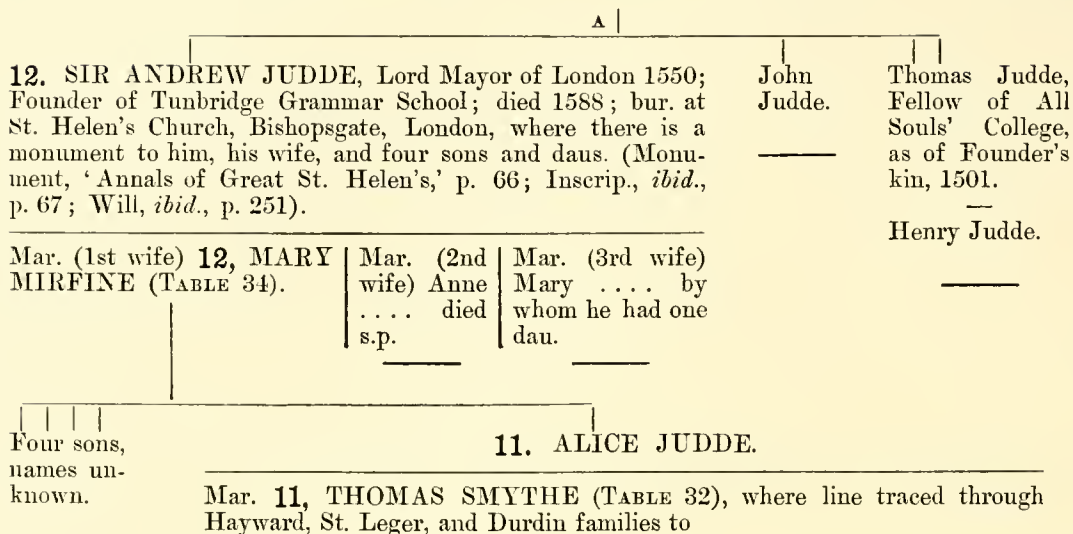 A
12. SIR ANDREW JUDDE, Lord Mayor of London 1550;
Founder of Tunbridge Grammar School; died 1588; bur. at
St. Helen's Church, Bishopsgate, London, where there is a
monument to him, his wife, and four sons and daus. (Monu-
ment, 'Annals of Great St. Helen's,' p. 66; Inscrip., ibid.,
p. 67; Will, ibid., p. 251).
John
Judde.
Thomas Judde,
Fellow of All
Souls' College,
as of Founder's
kin, 1501.
Henry Judde.
Mar. (1st wife) 12, MARY
MIRFINE (TABLE 34).
Mar. (2nd
wife) Anne
.... died
s.p.
Mar. (3rd wife)
Mary .... by
whom he had one
dau.
Four sons,
names un-
known.
11. ALICE JUDDE.
Mar. 11, THOMAS SMYTHE (TABLE 32), where line traced through
Hayward, St. Leger, and Durdin families to